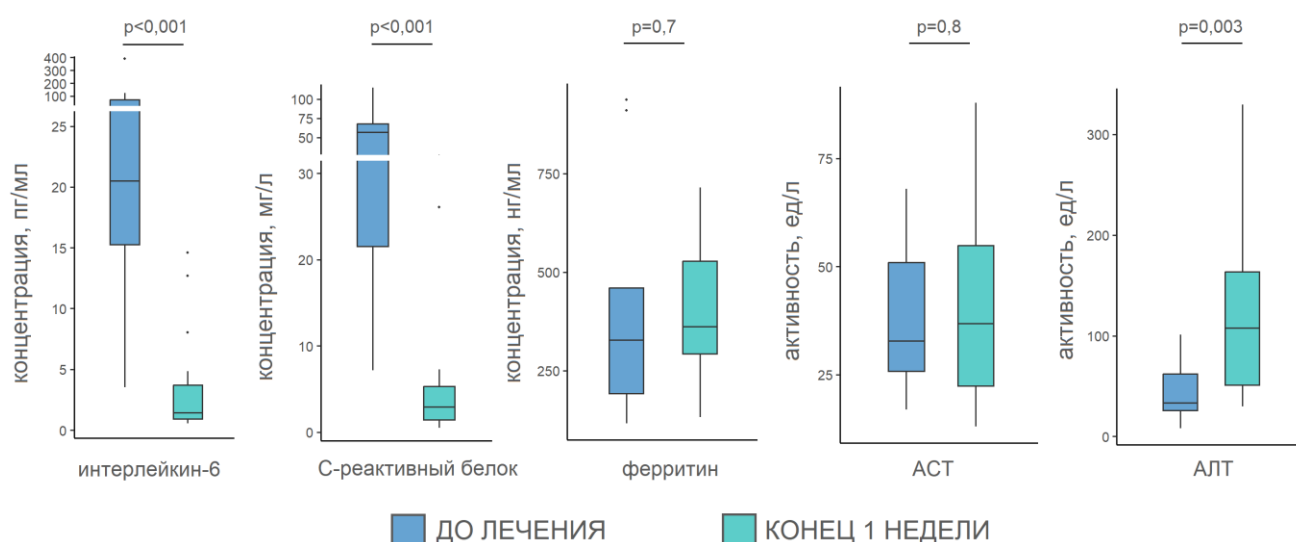 p<0,001
p<0,001
p=0,7
p=0,8
p=0,003
концентрация, пг/мл
400
300
200
100
25
20
15
10
5
0
интерлейкин-6
концентрация, мг/л
100
75
50
30
20
10
0
С-реактивный белок
концентрация, нг/мл
750
500
250
ферритин
активность, ед/л
75
50
25
АСТ
активность, ед/л
300
200
100
0
АЛТ
ДО ЛЕЧЕНИЯ
КОНЕЦ 1 НЕДЕЛИ